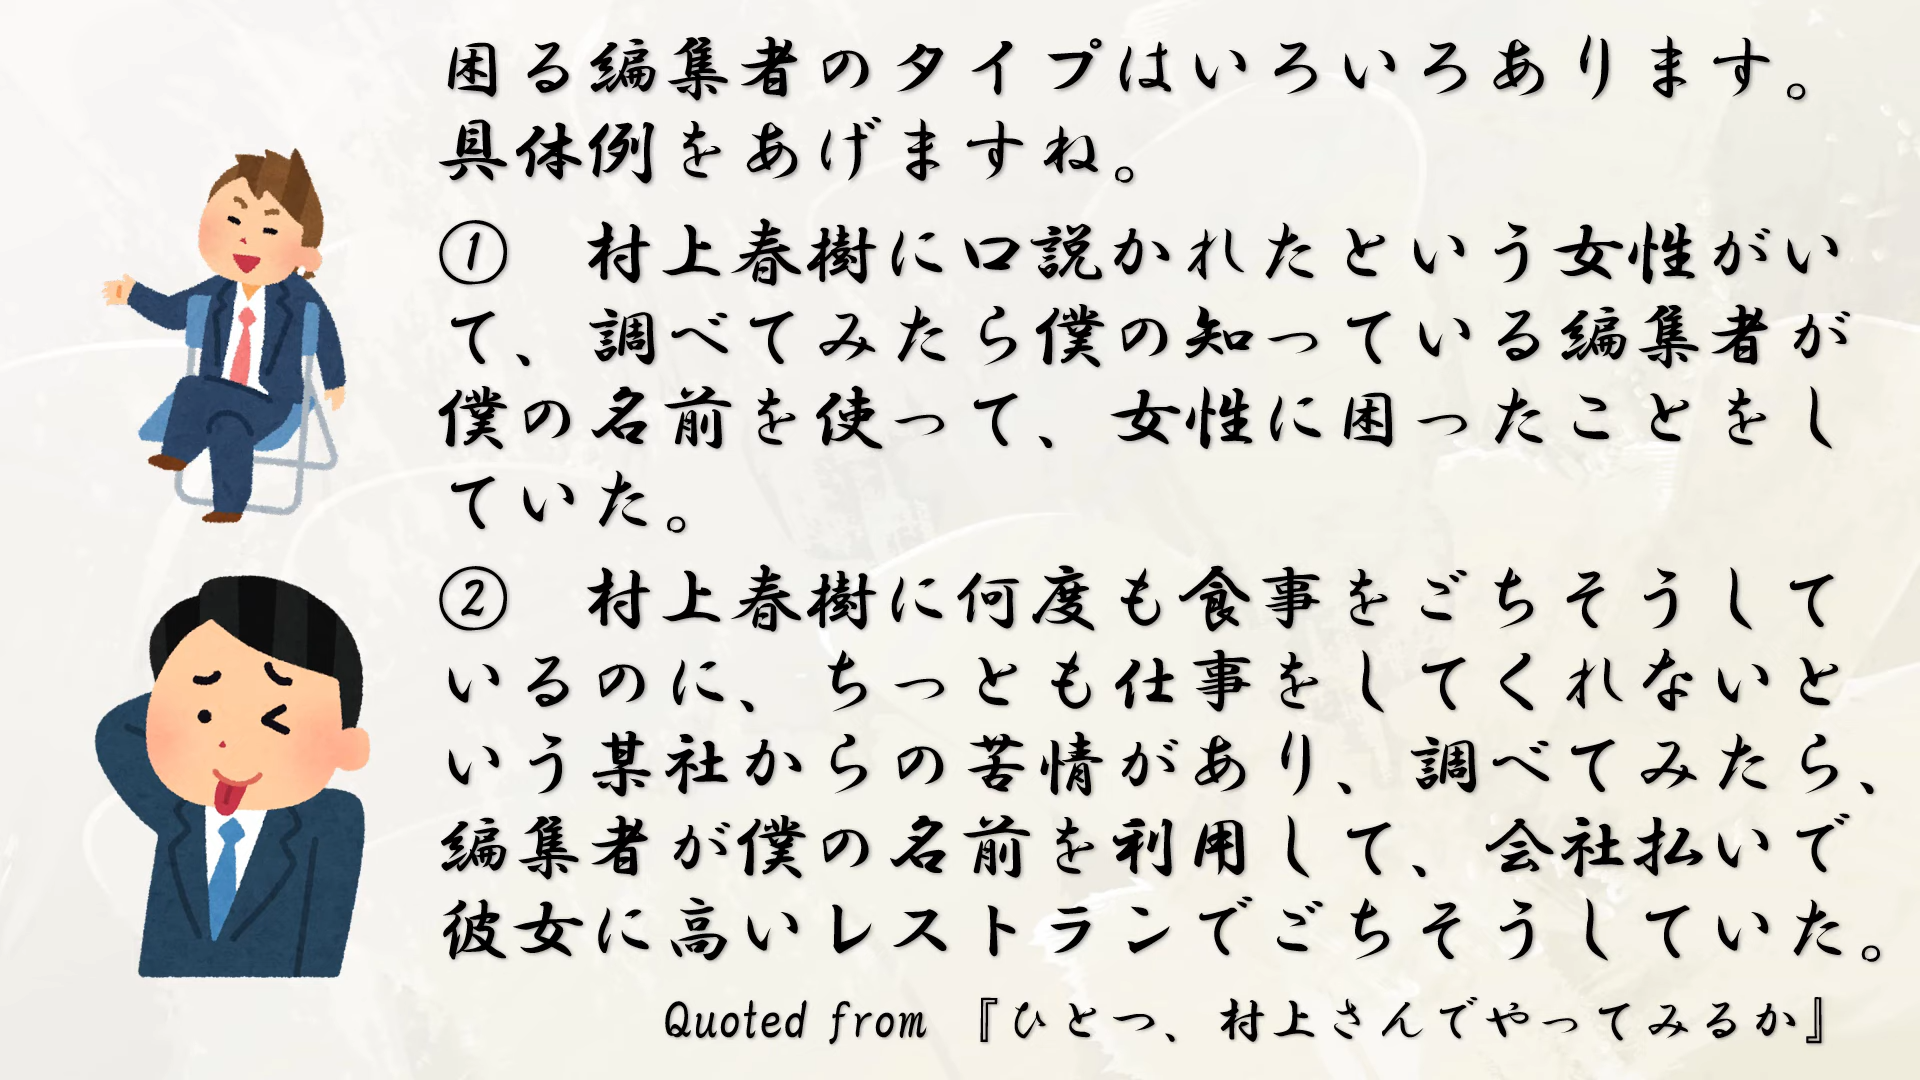 困る編集者のタイプはいろいろあります。
具体例をあげますね。
①　村上春樹に口説かれたという女性がい
て、調べてみたら僕の知っている編集者が
僕の名前を使って、女性に困ったことをし
ていた。
②　村上春樹に何度も食事をごちそうして
いるのに、ちっとも仕事をしてくれないと
いう某社からの苦情があり、調べてみたら、
編集者が僕の名前を利用して、会社払いで
彼女に高いレストランでごちそうしていた。
Quoted from 『ひとつ、村上さんでやってみるか』